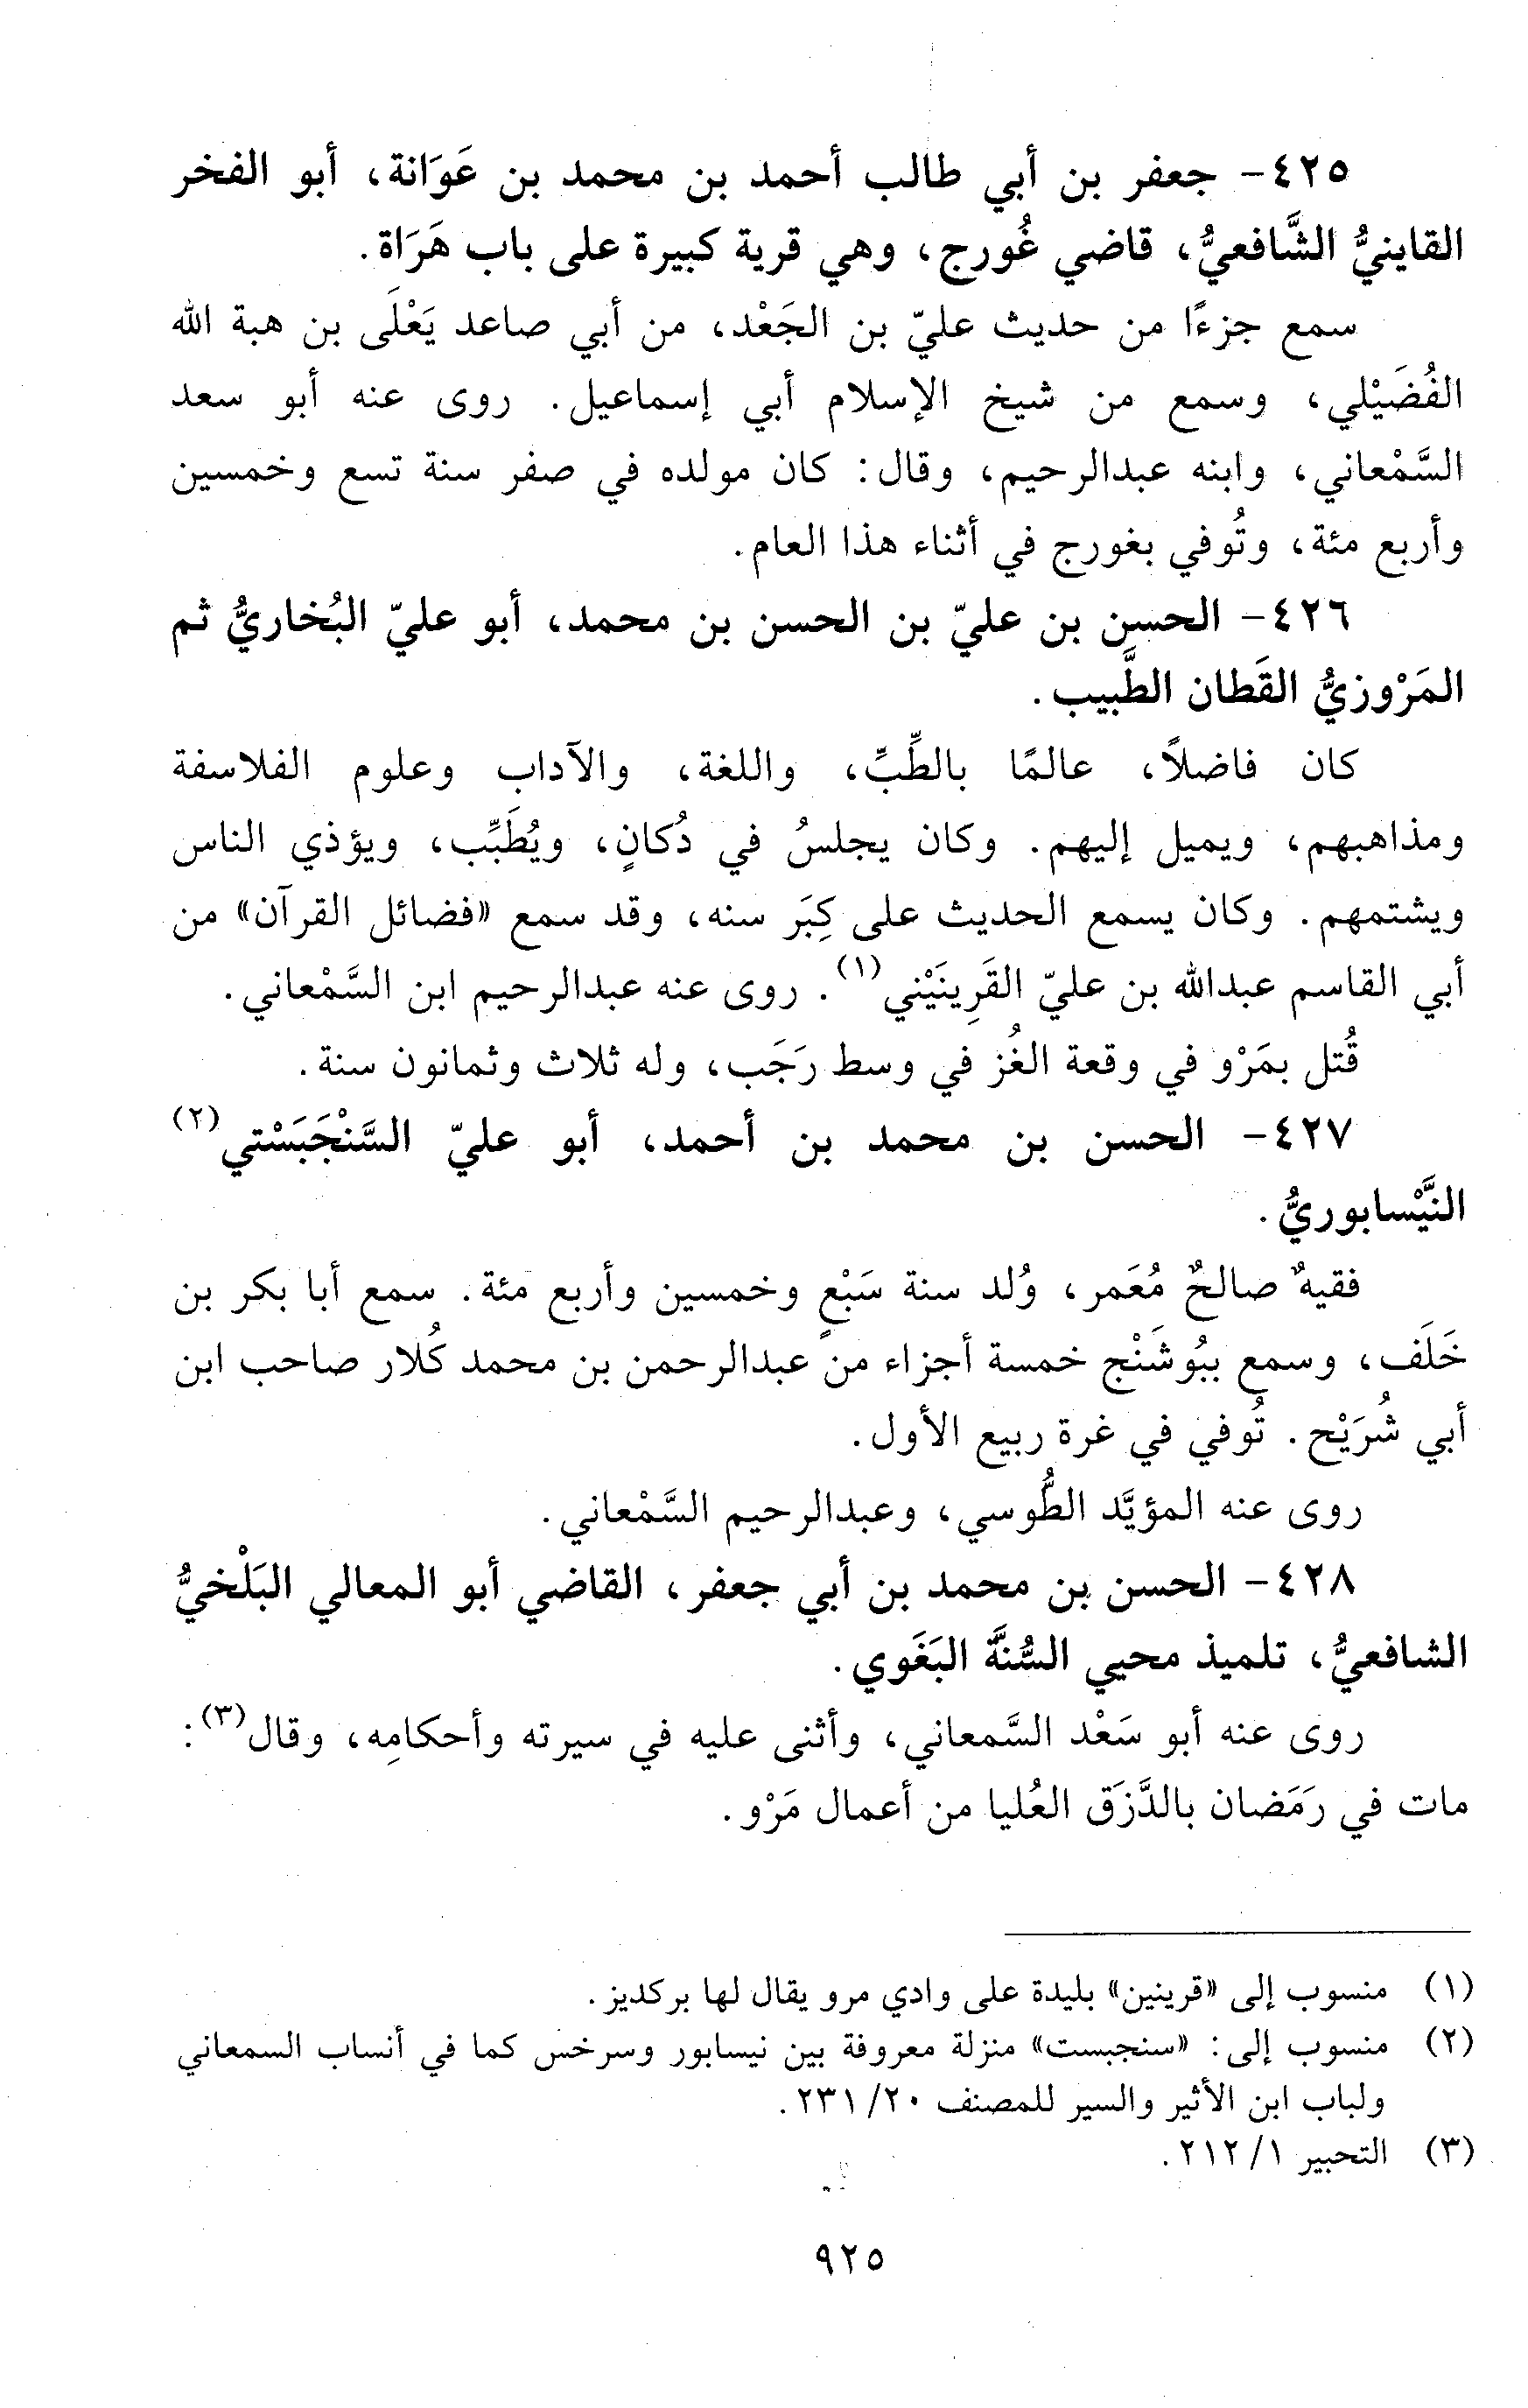 ٤٢٥- جعفر بن أبي طالب أحمد بن محمد بن عَوَانة، أبو الفخر
القاينيُّ الشَّافعيُّ، قاضي غُورج، وهي قرية كبيرة على باب هَرَاة.
سمع جزءًا من حديث عليّ بن الجَعْد، من أبي صاعد يَعْلَى بن هبة الله
الفُضَيْلي، وسمع من شيخ الإسلام أبي إسماعيل. روى عنه أبو سعد
السَّمْعاني، وابنه عبدالرحيم، وقال: كان مولده في صفر سنة تسع وخمسين
وأربع مئة، وتُوفي بغورج في أثناء هذا العام.
٤٢٦- الحسن بن عليّ بن الحسن بن محمد، أبو عليّ البُخاريُّ ثم
المَرْوزيُّ القَطان الطَّبيب.
كان فاضلاً، عالمًا بالطِّبِّ، واللغة، والآداب وعلوم الفلاسفة
ومذاهبهم، ويميل إليهم. وكان يجلسُ في دُكانٍ، ويُطَبِّب، ويؤذي الناس
ويشتمهم. وكان يسمع الحديث على كِبَر سنه، وقد سمع «فضائل القرآن» من
أبي القاسم عبدالله بن عليّ القَرِينَيْني(١). روى عنه عبدالرحيم ابن السَّمْعاني.
قُتل بمَرْو في وقعة الغُز في وسط رَجَب، وله ثلاث وثمانون سنة.
٤٢٧- الحسن بن محمد بن أحمد، أبو عليّ السَّنْجَبَسْتي(٢)
النَّيْسابوريُّ.
فقيهٌ صالحٌ مُعَمر، وُلد سنة سَبْعٍ وخمسين وأربع مئة. سمع أبا بكر بن
خَلَف، وسمع ببُوشَنْج خمسة أجزاء من عبدالرحمن بن محمد كُلار صاحب ابن
أبي شُرَيْح. تُوفي في غرة ربيع الأول.
روى عنه المؤيَّد الطُّوسي، وعبدالرحيم السَّمْعاني.
٤٢٨- الحسن بن محمد بن أبي جعفر، القاضي أبو المعالي البَلْخيُّ
الشافعيُّ، تلميذ محيي السُّنَّة البَغَوي.
روى عنه أبو سَعْد السَّمعاني، وأثنى عليه في سيرته وأحكامِه، وقال(٣):
مات في رَمَضان بالدَّزَق العُليا من أعمال مَرْو.
(١) منسوب إلى «قرينين» بليدة على وادي مرو يقال لها بركديز.
(٢) منسوب إلى: «سنجبست» منزلة معروفة بين نيسابور وسرخس كما في أنساب السمعاني
ولباب ابن الأثير والسير للمصنف ٢٠/ ٢٣١.
(٣) التحبير ١/ ٢١٢.
٩٢٥